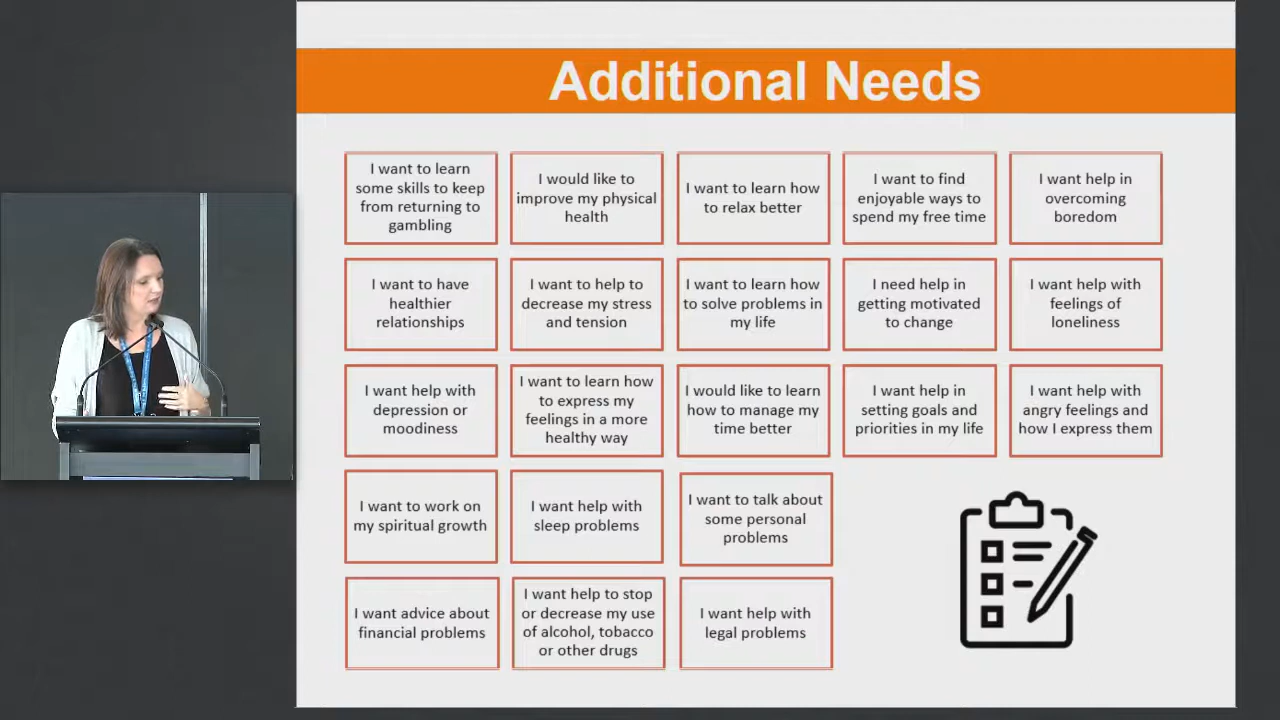 Additional Needs
I want to learn
some skills to keep
from returning to
gambling
I would like to
improve my physical
health
I want to learn how
to relax better
I want to find
enjoyable ways to
spend my free time
I want help in
overcoming
boredom
I want to have
healthier
relationships
I want to help to
decrease my stress
and tension
I want to learn how
to solve problems in
my life
I need help in
getting motivated
to change
I want help with
feelings of
loneliness
I want help with
depression or
moodiness
I want to learn how
to express my
feelings in a more
healthy way
I would like to learn
how to manage my
time better
I want help in
setting goals and
priorities in my life
I want help with
angry feelings and
how I express them
I want to work on
my spiritual growth
I want help with
sleep problems
I want to talk about
some personal
problems
I want advice about
financial problems
I want help to stop
or decrease my use
of alcohol, tobacco
or other drugs
I want help with
legal problems